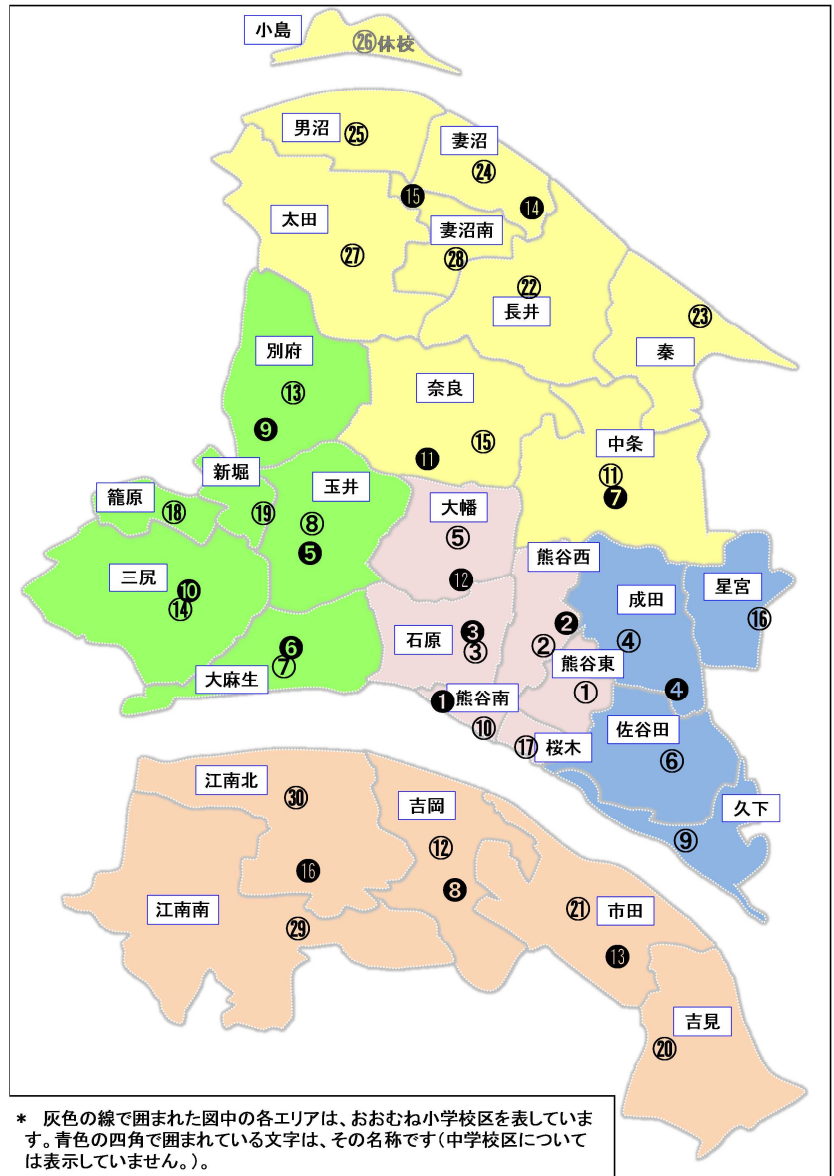 小島
㉖休校
男沼
㉕
妻沼
㉔
⓯
⓮
太田
㉗
妻沼南
㉘
㉒
長井
㉓
秦
別府
⑬
❾
奈良
⑮
⓫
中条
⑪
❼
新堀
⑲
籠原
⑱
玉井
⑧
❺
大幡
⑤
⓬
熊谷西
❷
②
成田
④
❹
星宮
⑯
三尻
❿
⑭
石原
❸
③
熊谷東
①
大麻生
❻
⑦
❶
熊谷南
⑩
⑰
桜木
佐谷田
⑥
久下
⑨
江南北
㉚
⓰
吉岡
⑫
❽
江南南
㉙
㉑
市田
⓭
吉見
⑳
* 灰色の線で囲まれた図中の各エリアは、おおむね小学校区を表していま
す。青色の四角で囲まれている文字は、その名称です(中学校区について
は表示していません。)。